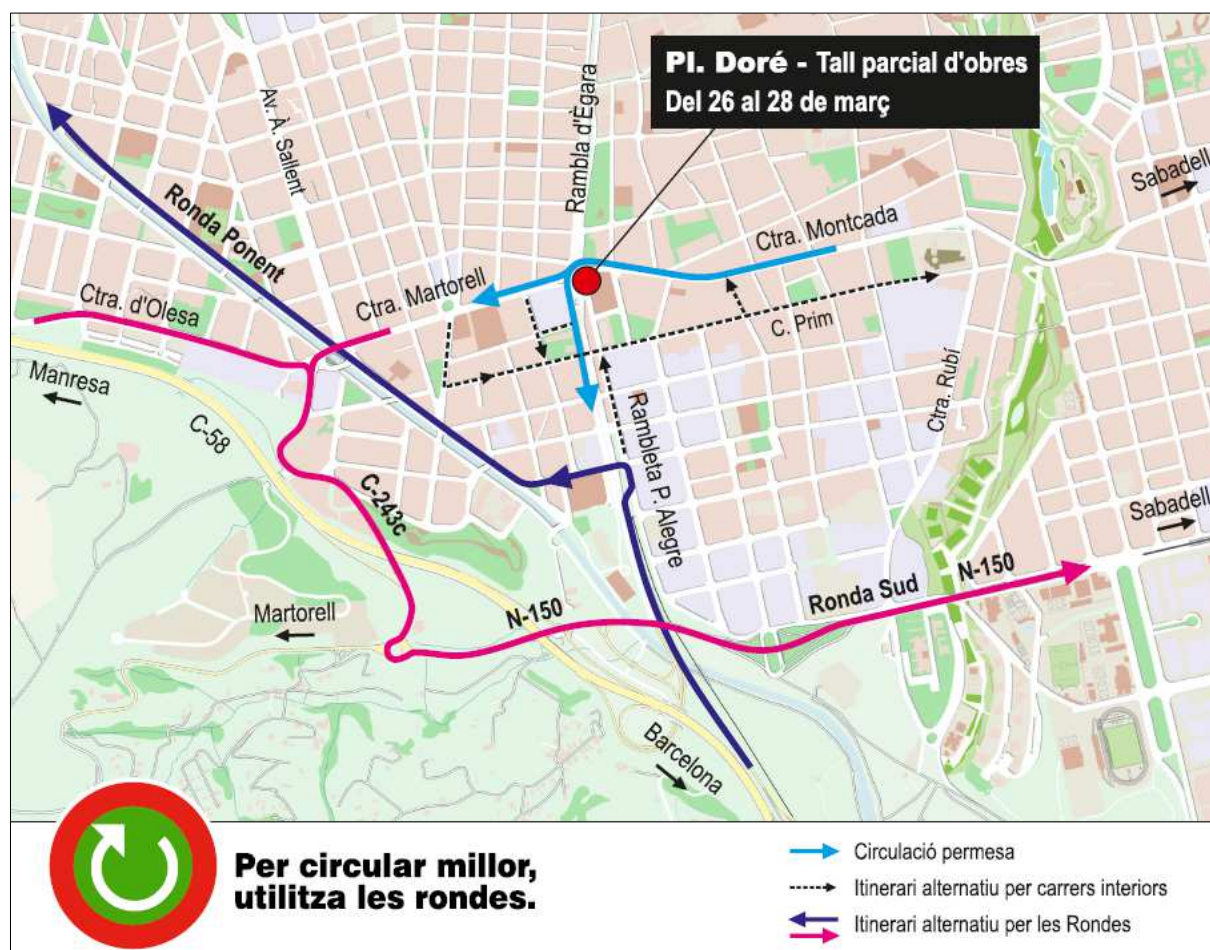 Pl. Doré - Tall parcial d'obres
Del 26 al 28 de març
Av. À. Sallent
Rambla d'Ègara
Sabadell
Ronda Ponent
Ctra. Montcada
Ctra. Martorell
Ctra. d'Olesa
C. Prim
Manresa
Ctra. Rubí
C-58
Rambleta P. Alegre
C-243c
Sabadell
N-150
Ronda Sud
Martorell
N-150
Barcelona
Per circular millor,
utilitza les rondes.
Circulació permesa
Itinerari alternatiu per carrers interiors
Itinerari alternatiu per les Rondes